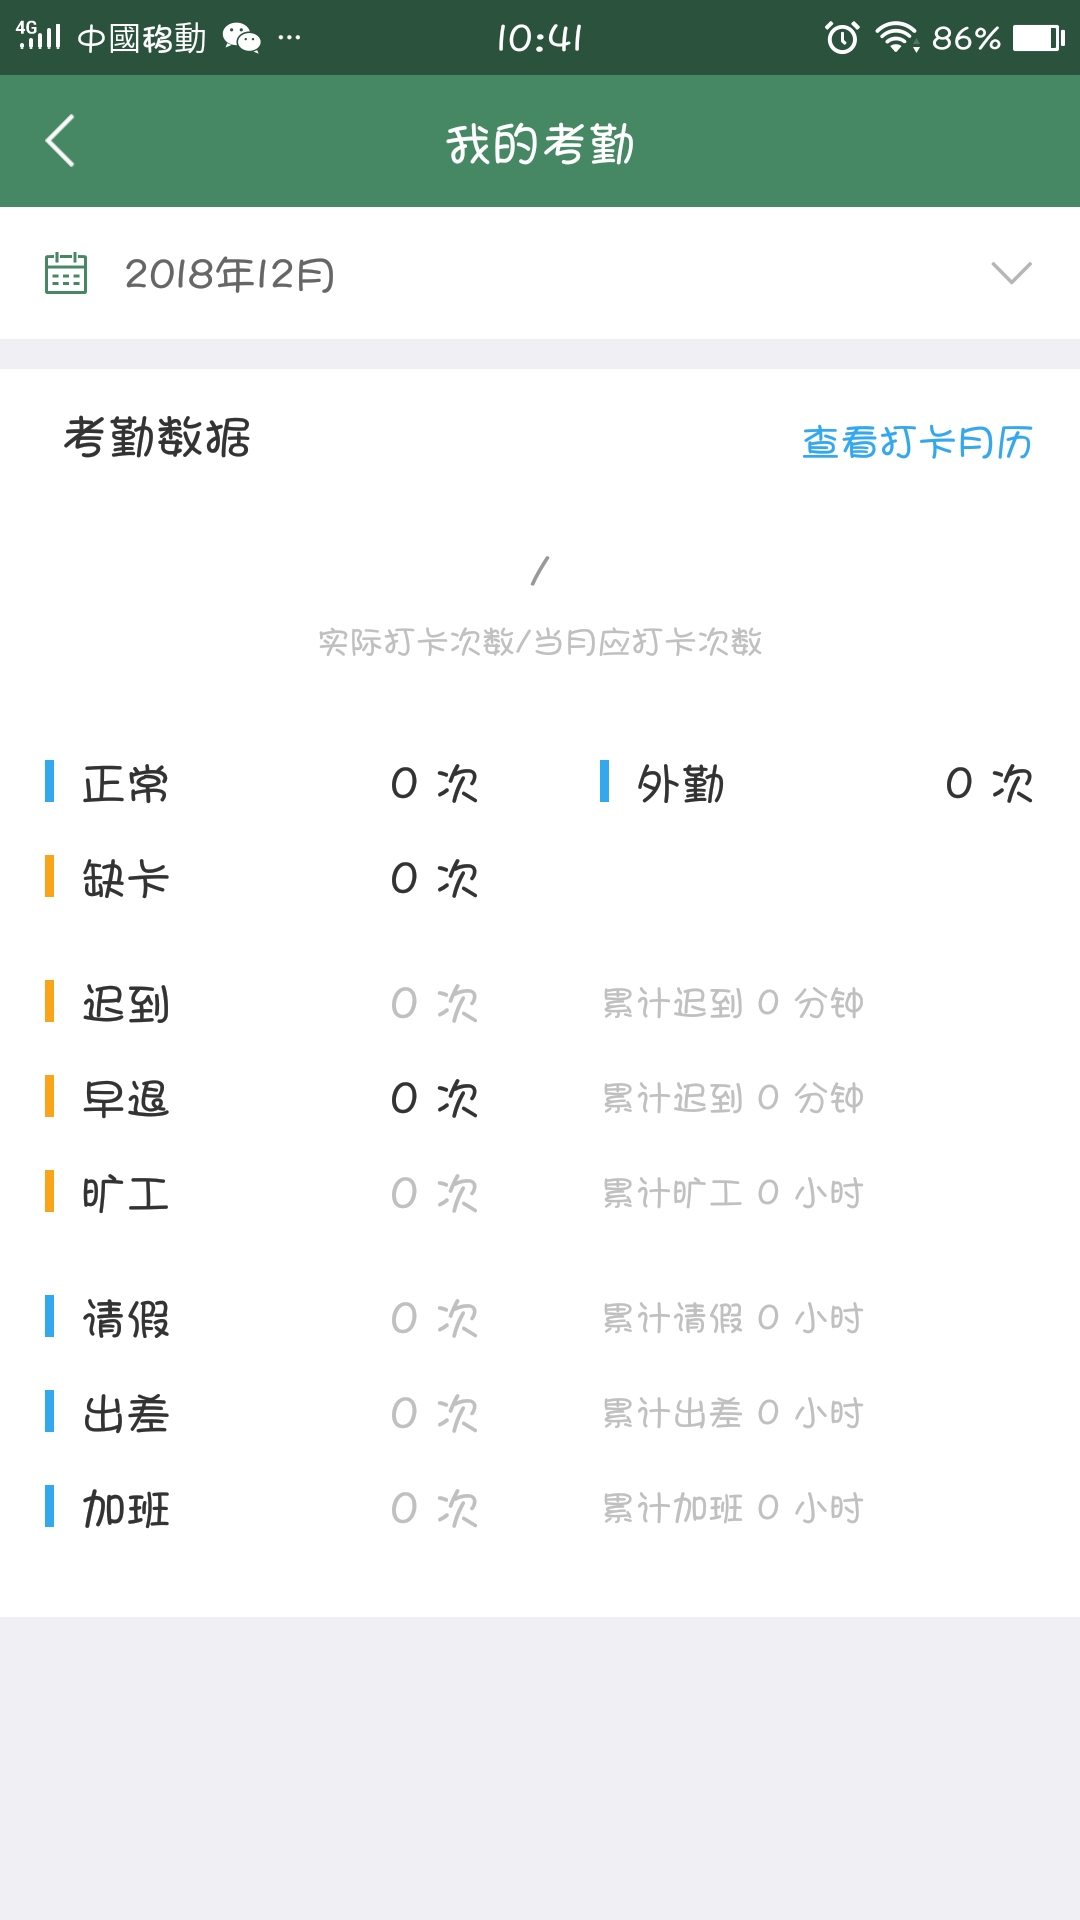 4G 中國移動 ··· 10:41 86%
我的考勤
2018年12月
考勤数据 查看打卡月历
/
实际打卡次数/当月应打卡次数
正常 0 次 外勤 0 次
缺卡 0 次
迟到 0 次 累计迟到 0 分钟
早退 0 次 累计迟到 0 分钟
旷工 0 次 累计旷工 0 小时
请假 0 次 累计请假 0 小时
出差 0 次 累计出差 0 小时
加班 0 次 累计加班 0 小时